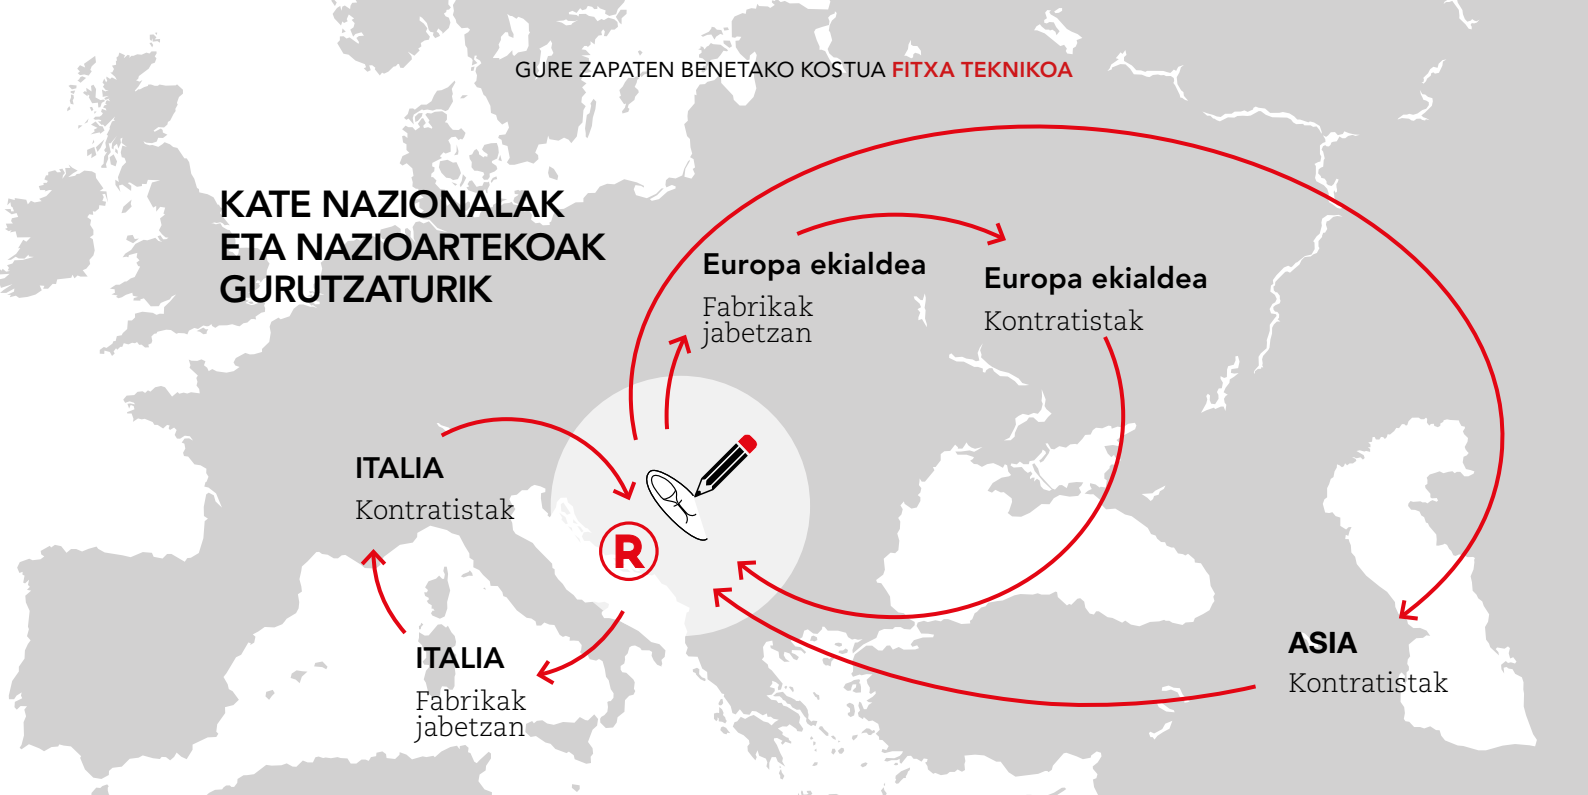 GURE ZAPATEN BENETAKO KOSTUA FITXA TEKNIKOA
KATE NAZIONALAK
ETA NAZIOARTEKOAK
GURUTZATURIK
Europa ekialdea
Fabrikak
jabetzan
Europa ekialdea
Kontratistak
ITALIA
Kontratistak
R
ITALIA
Fabrikak
jabetzan
ASIA
Kontratistak